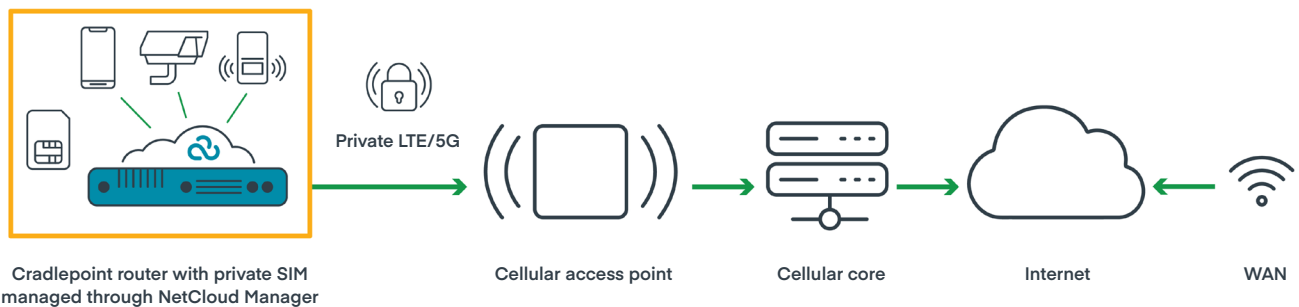 Private LTE/5G
Cradlepoint router with private SIM
managed through NetCloud Manager
Cellular access point
Cellular core
Internet
WAN